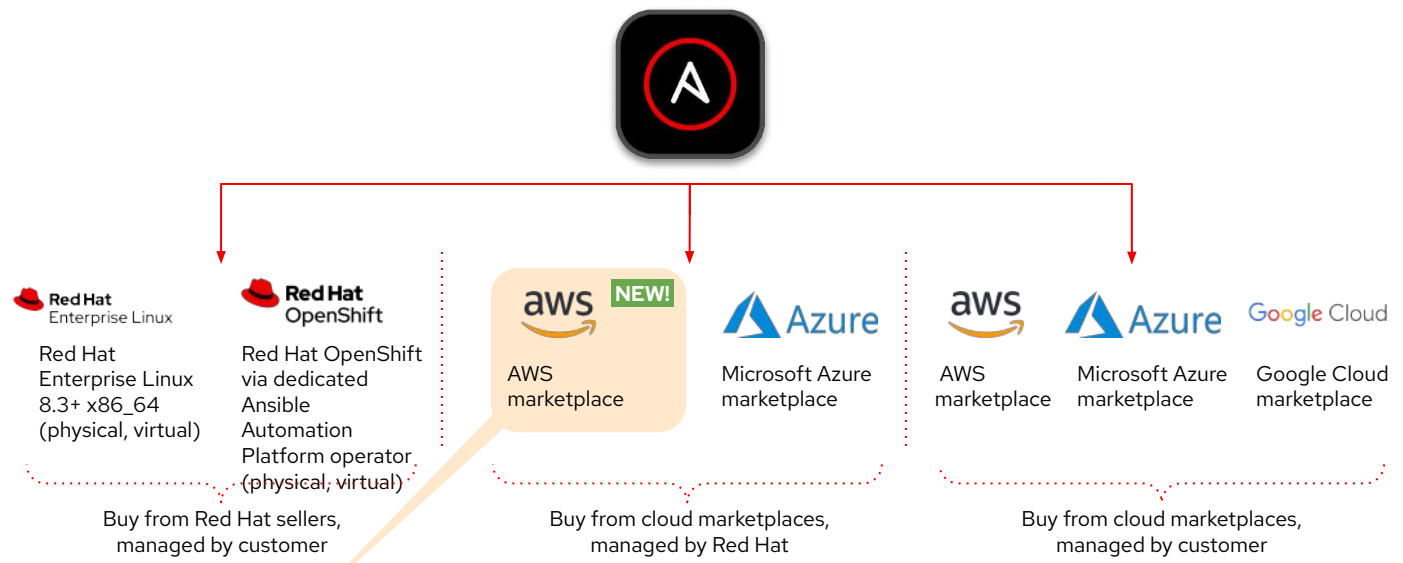 Red Hat
Enterprise Linux
Red Hat
Enterprise Linux
8.3+ x86_64
(physical, virtual)
Red Hat
OpenShift
Red Hat OpenShift
via dedicated
Ansible
Automation
Platform operator
(physical, virtual)
Buy from Red Hat sellers,
managed by customer
aws
NEW!
AWS
marketplace
Azure
Microsoft Azure
marketplace
Buy from cloud marketplaces,
managed by Red Hat
aws
AWS
marketplace
Azure
Microsoft Azure
marketplace
Google Cloud
Google Cloud
marketplace
Buy from cloud marketplaces,
managed by customer